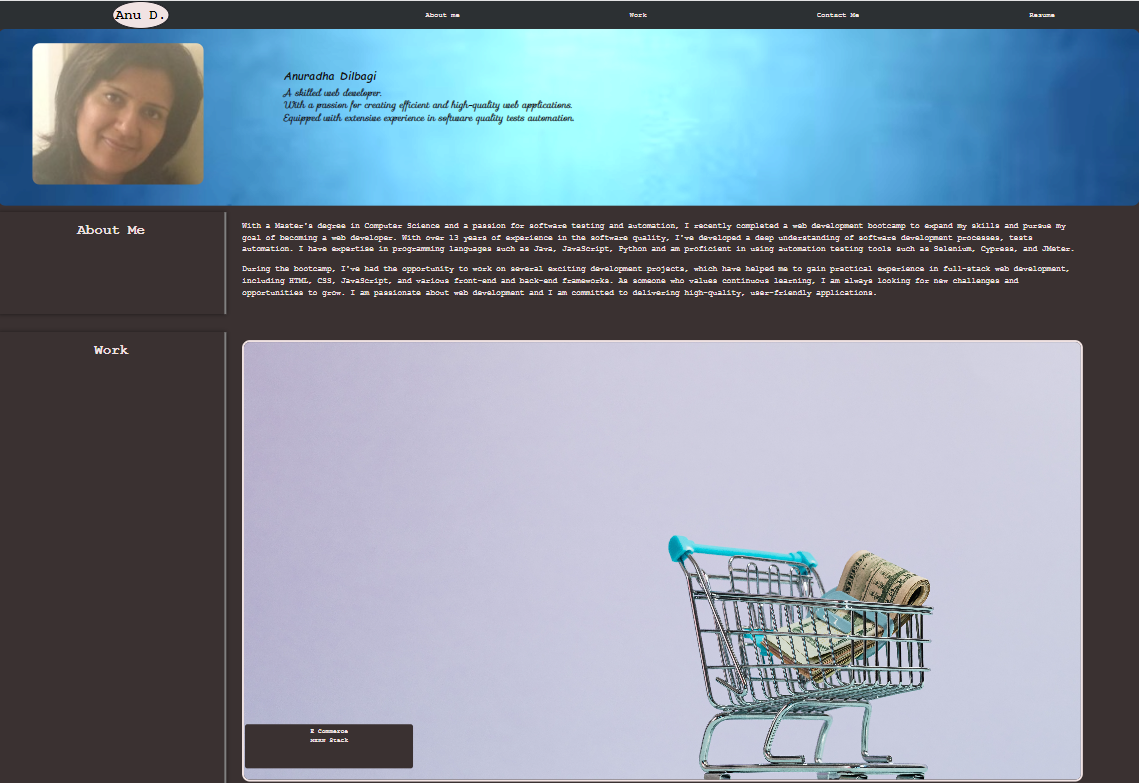 Anu D.
About me
Work
Contact Me
Resume
Anuradha Dilbagi
A skilled web developer.
With a passion for creating efficient and high-quality web applications.
Equipped with extensive experience in software quality tests automation.
About Me
With a Master's degree in Computer Science and a passion for software testing and automation, I recently completed a web development bootcamp to expand my skills and pursue my
goal of becoming a web developer. With over 13 years of experience in the software quality, I've developed a deep understanding of software development processes, tests
automation. I have expertise in programming languages such as Java, JavaScript, Python and am proficient in using automation testing tools such as Selenium, Cypress, and JMeter.
During the bootcamp, I've had the opportunity to work on several exciting development projects, which have helped me to gain practical experience in full-stack web development,
including HTML, CSS, JavaScript, and various front-end and back-end frameworks. As someone who values continuous learning, I am always looking for new challenges and
opportunities to grow. I am passionate about web development and I am committed to delivering high-quality, user-friendly applications.
Work
E Commerce
MERN Stack